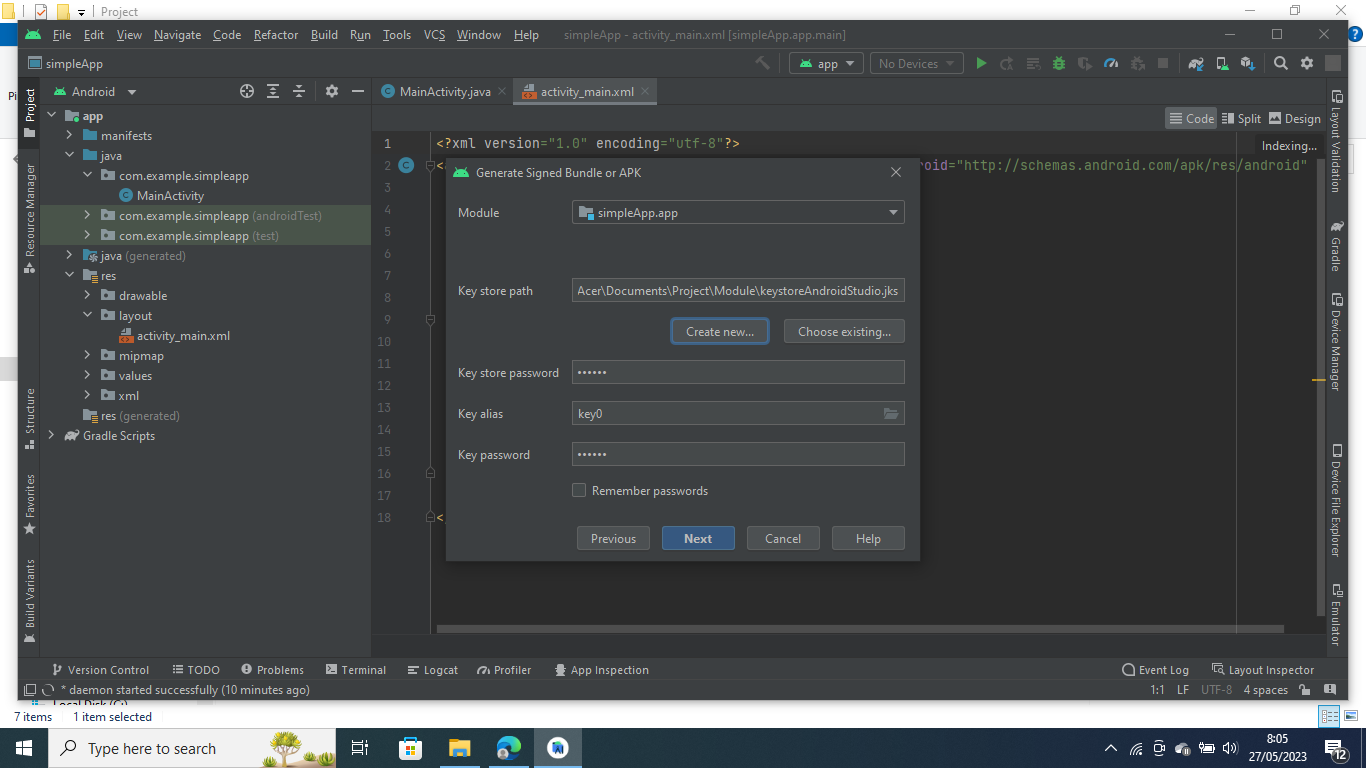 Project
File Edit View Navigate Code Refactor Build Run Tools VCS Window Help simpleApp - activity_main.xml [simpleApp.app.main]
simpleApp
app
No Devices
Project
Resource Manager
Structure
Favorites
Build Variants
Android
app
manifests
java
com.example.simpleapp
MainActivity
com.example.simpleapp (androidTest)
com.example.simpleapp (test)
java (generated)
res
drawable
layout
activity_main.xml
mipmap
values
xml
res (generated)
Gradle Scripts
MainActivity.java
activity_main.xml
Code Split Design
Indexing...
1 <?xml version="1.0" encoding="utf-8"?>
2 < roid="http://schemas.android.com/apk/res/android"
3
4
5
6
7
8
9
10
11
12
13
14
15
16
17
18 <
Generate Signed Bundle or APK
Module simpleApp.app
Key store path Acer\Documents\Project\Module\keystoreAndroidStudio.jks
Create new... Choose existing...
Key store password ••••••
Key alias key0
Key password ••••••
Remember passwords
Previous Next Cancel Help
Layout Validation
Gradle
Device Manager
Device File Explorer
Emulator
Version Control TODO Problems Terminal Logcat Profiler App Inspection Event Log Layout Inspector
* daemon started successfully (10 minutes ago) 1:1 LF UTF-8 4 spaces
7 items 1 item selected
Type here to search
8:05
27/05/2023
12